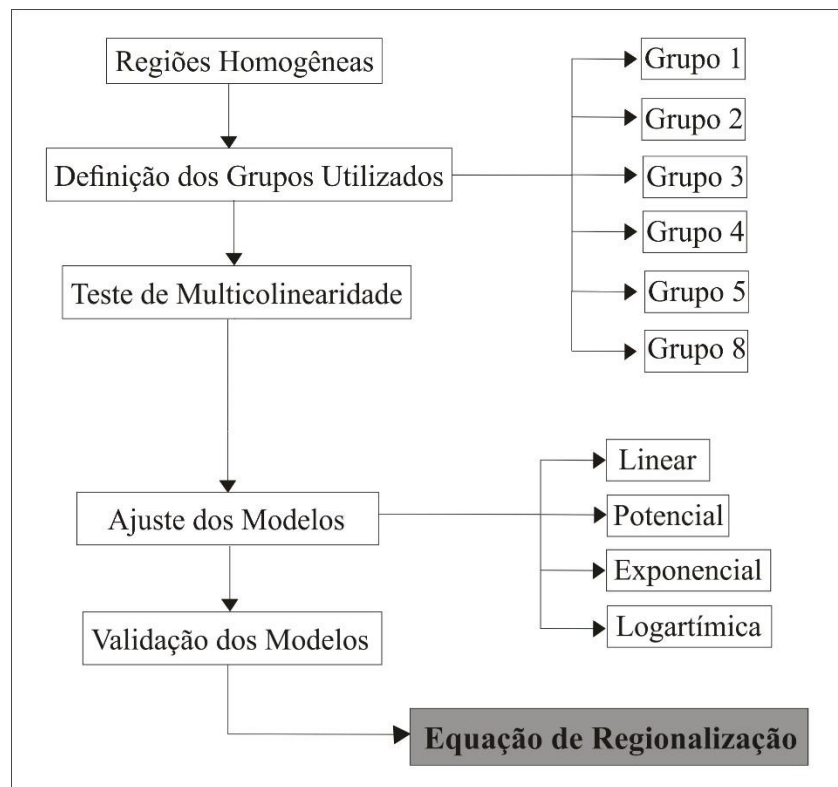 Regiões Homogêneas
Definição dos Grupos Utilizados
Grupo 1
Grupo 2
Grupo 3
Grupo 4
Grupo 5
Grupo 8
Teste de Multicolinearidade
Ajuste dos Modelos
Linear
Potencial
Exponencial
Logartímica
Validação dos Modelos
Equação de Regionalização